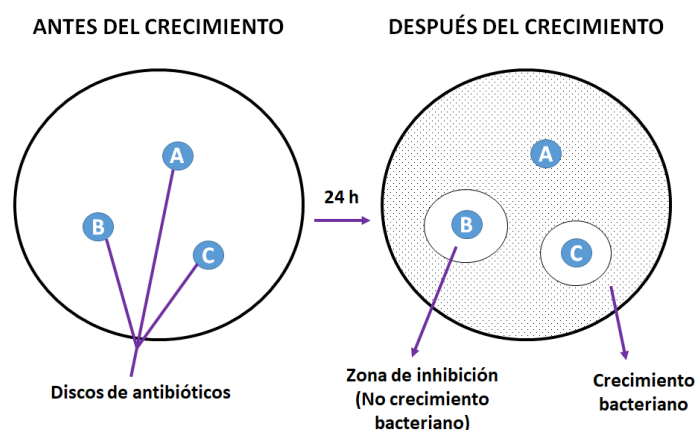 ANTES DEL CRECIMIENTO
DESPUÉS DEL CRECIMIENTO
A
B
C
24 h
A
B
C
Discos de antibióticos
Zona de inhibición
(No crecimiento
bacteriano)
Crecimiento
bacteriano